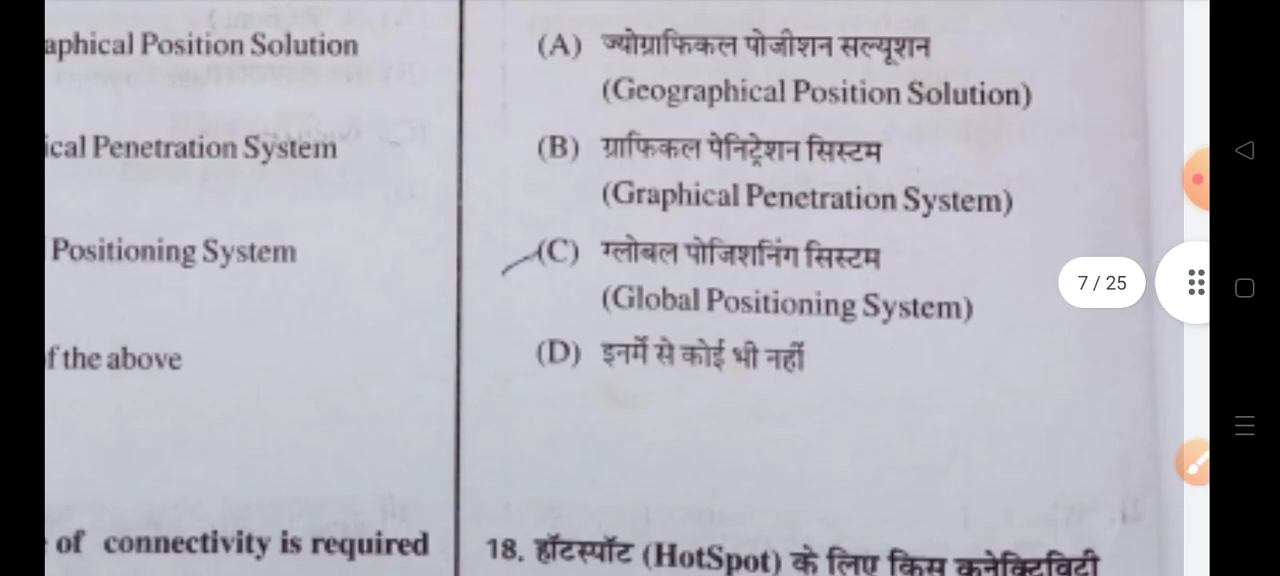 aphical Position Solution
ical Penetration System
Positioning System
f the above
of connectivity is required
(A) ज्योग्राफिकल पोजीशन सल्यूशन
(Geographical Position Solution)
(B) ग्राफिकल पेनिट्रेशन सिस्टम
(Graphical Penetration System)
(C) ग्लोबल पोजिशनिंग सिस्टम
(Global Positioning System)
(D) इनमें से कोई भी नहीं
18. हॉटस्पॉट (HotSpot) के लिए किस कनेक्टिविटी
7 / 25